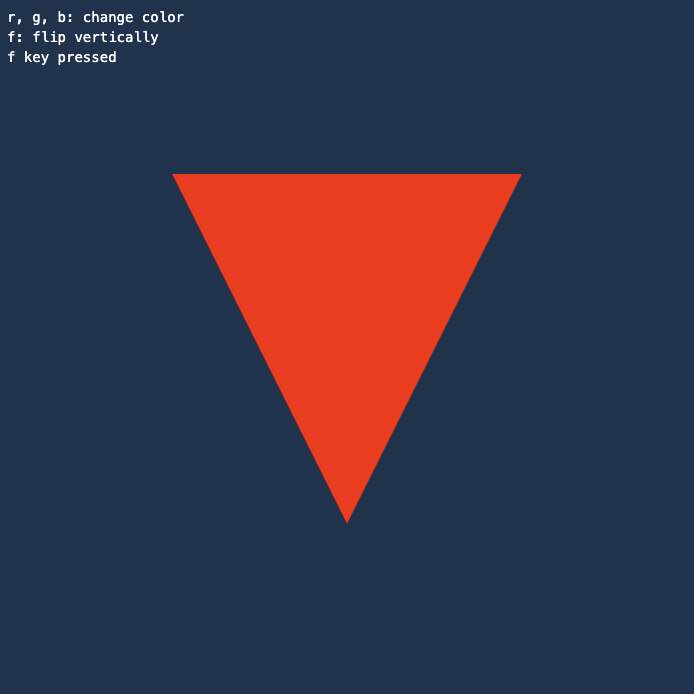 r, g, b: change color
f: flip vertically
f key pressed